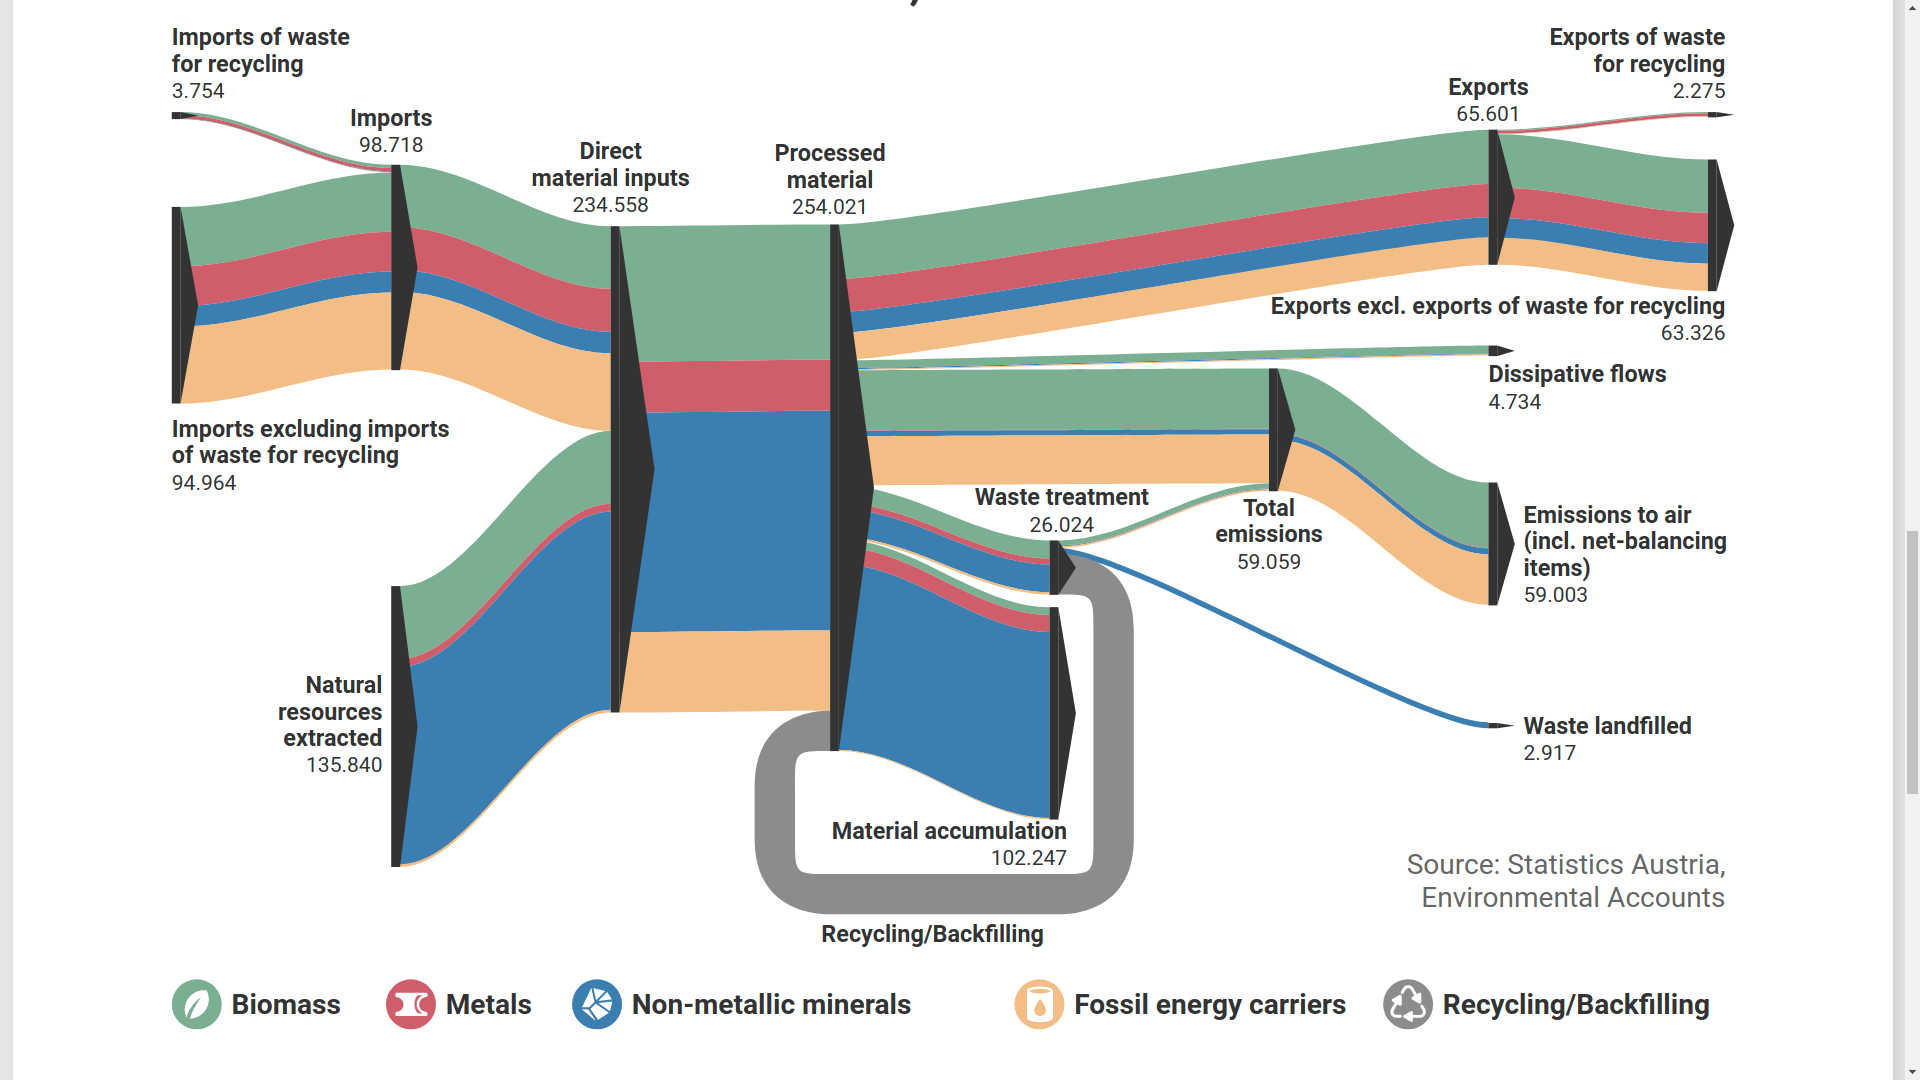 Imports of waste
for recycling
3.754
Imports
98.718
Direct
material inputs
234.558
Processed
material
254.021
Exports
65.601
Exports of waste
for recycling
2.275
Exports excl. exports of waste for recycling
63.326
Dissipative flows
4.734
Imports excluding imports
of waste for recycling
94.964
Waste treatment
26.024
Total
emissions
59.059
Emissions to air
(incl. net-balancing
items)
59.003
Natural
resources
extracted
135.840
Waste landfilled
2.917
Material accumulation
102.247
Recycling/Backfilling
Source: Statistics Austria,
Environmental Accounts
Biomass
Metals
Non-metallic minerals
Fossil energy carriers
Recycling/Backfilling